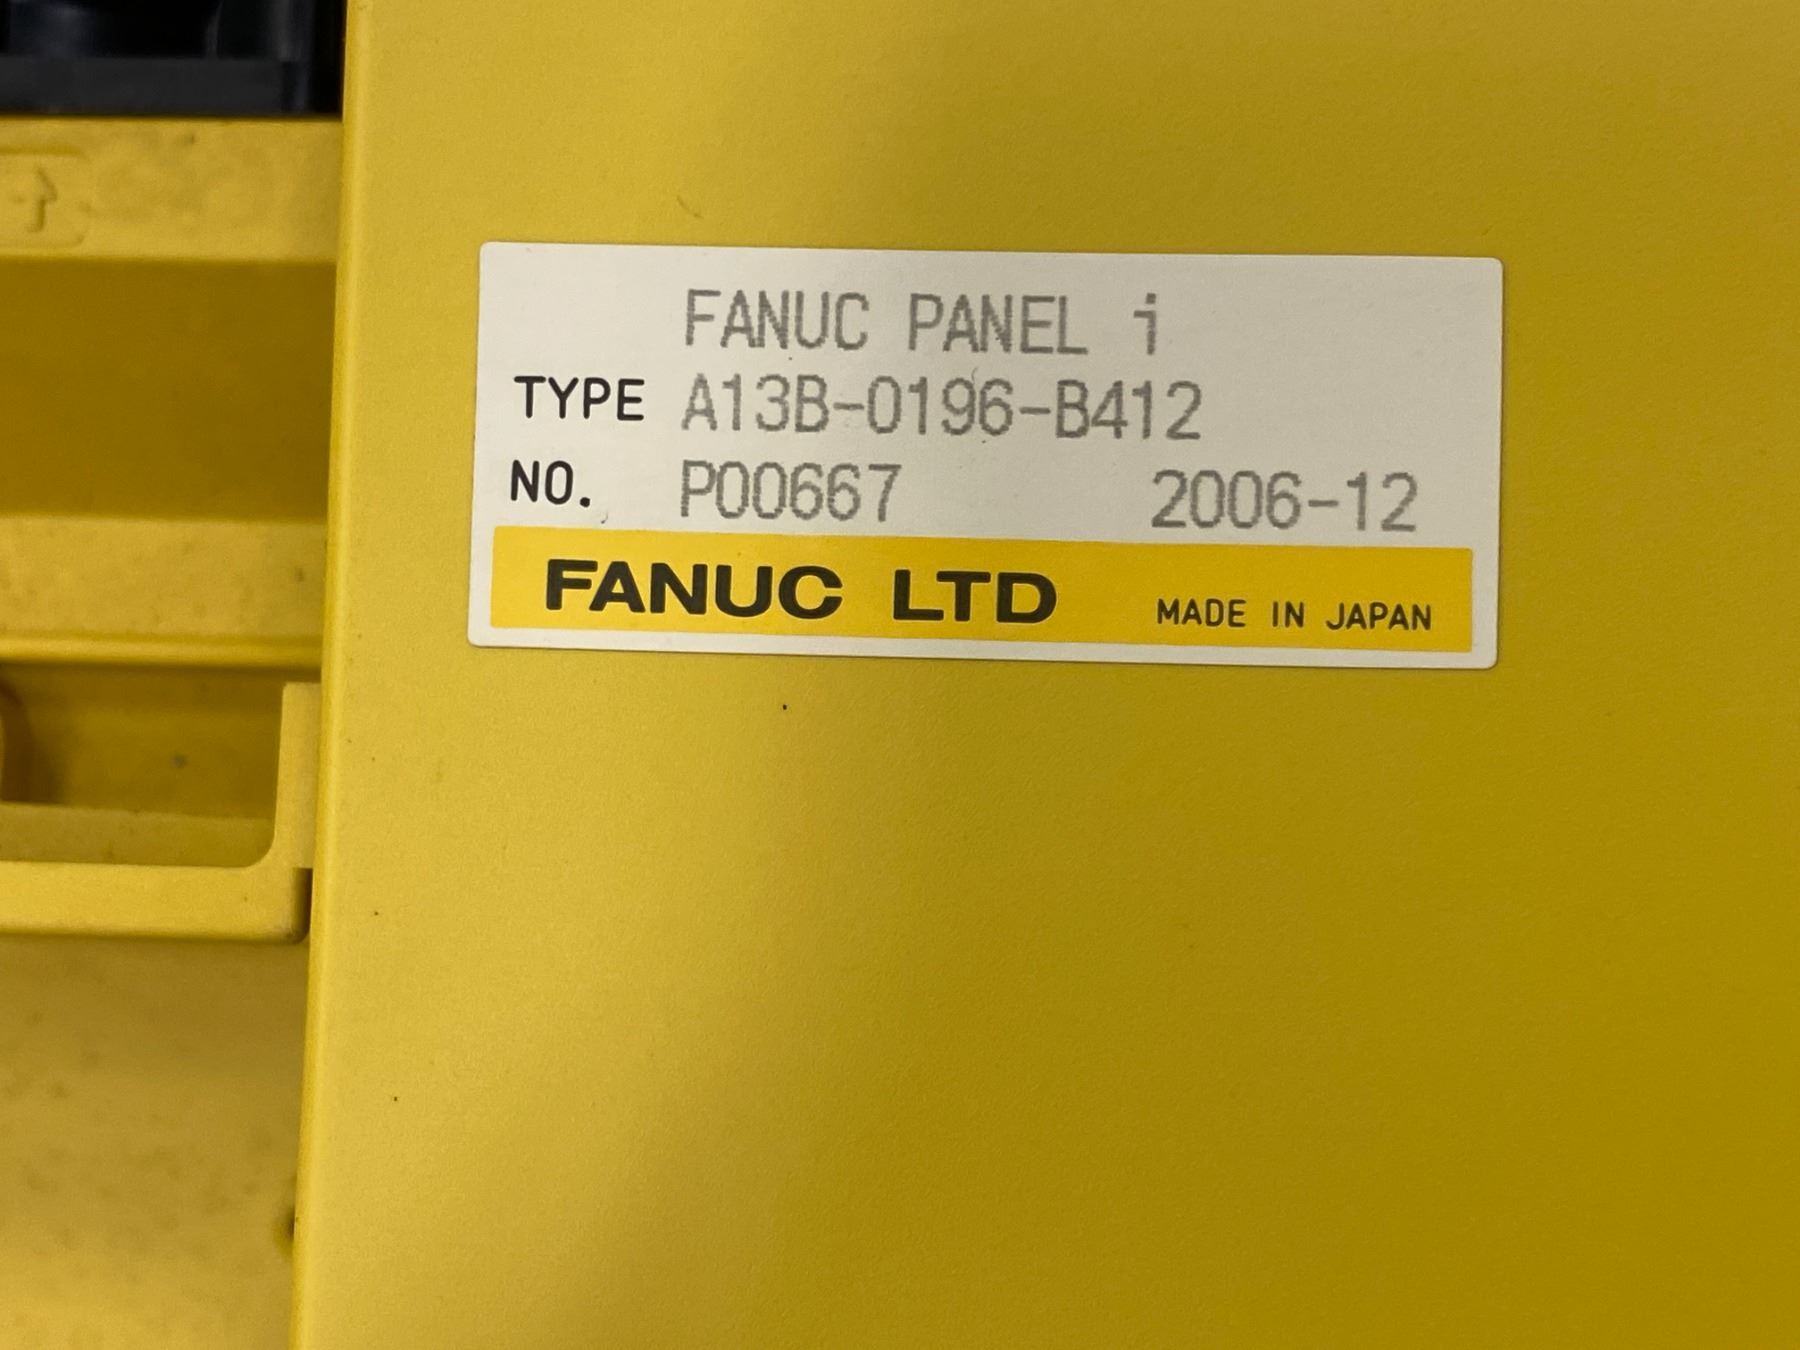 FANUC PANEL i
TYPE A13B-0196-B412
NO. P00667 2006-12
FANUC LTD MADE IN JAPAN